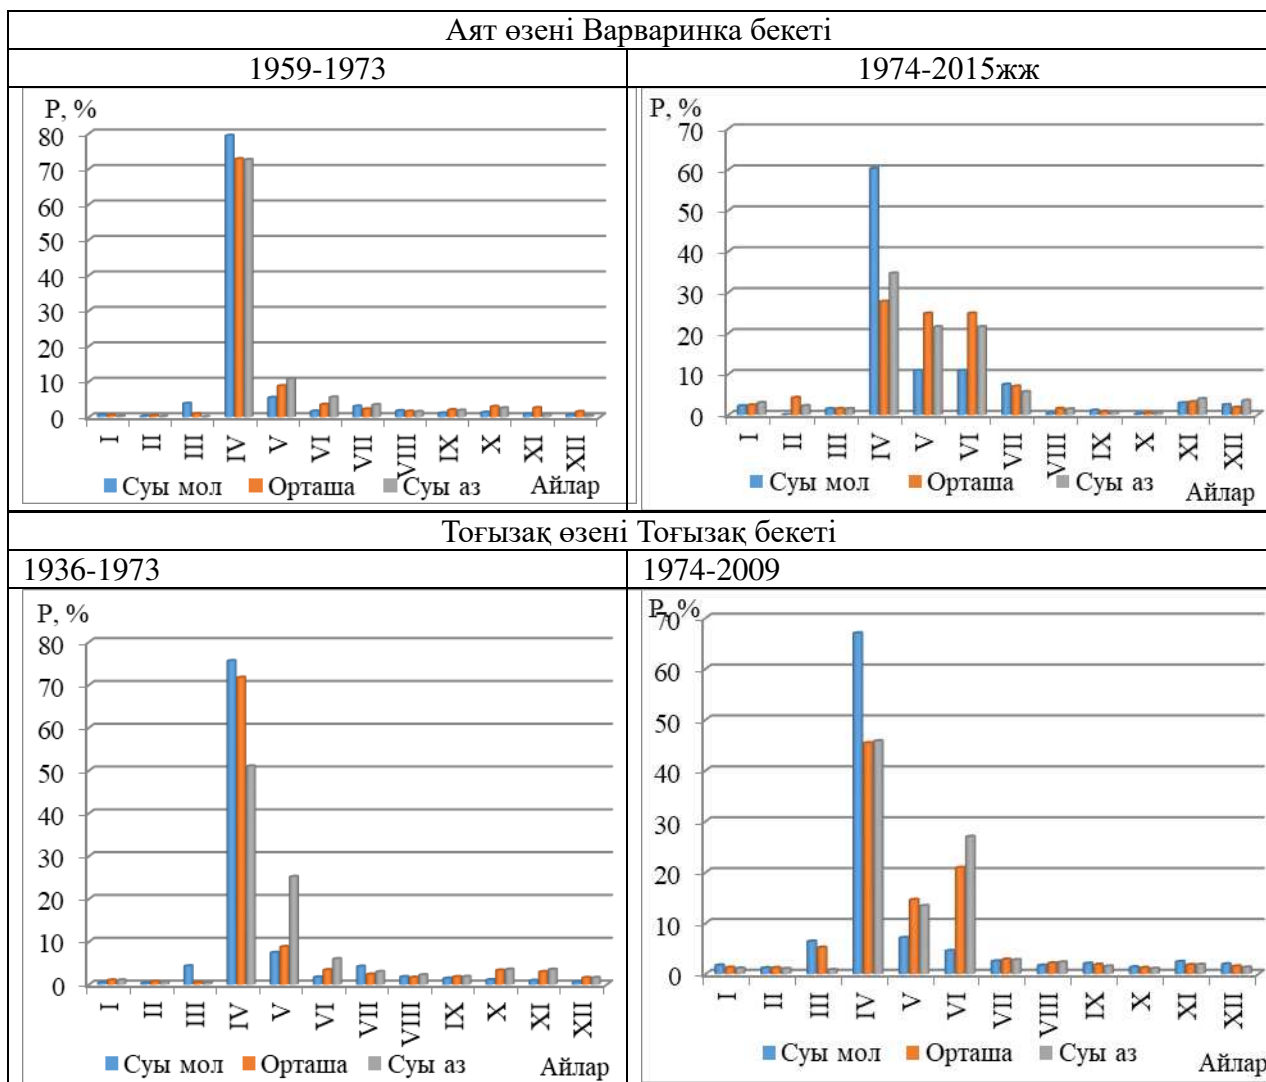 Аят өзені Варваринка бекеті
1959-1973
1974-2015жж
P, %
80
70
60
50
40
30
20
10
0
I II III IV V VI VII VIII IX X XI XII
Суы мол Орташа Суы аз Айлар
P, %
70
60
50
40
30
20
10
0
I II III IV V VI VII VIII IX X XI XII
Суы мол Орташа Суы аз Айлар
Тоғызақ өзені Тоғызақ бекеті
1936-1973
1974-2009
P, %
80
70
60
50
40
30
20
10
0
I II III IV V VI VII VIII IX X XI XII
Суы мол Орташа Суы аз Айлар
P, %
70
60
50
40
30
20
10
0
I II III IV V VI VII VIII IX X XI XII
Суы мол Орташа Суы аз Айлар